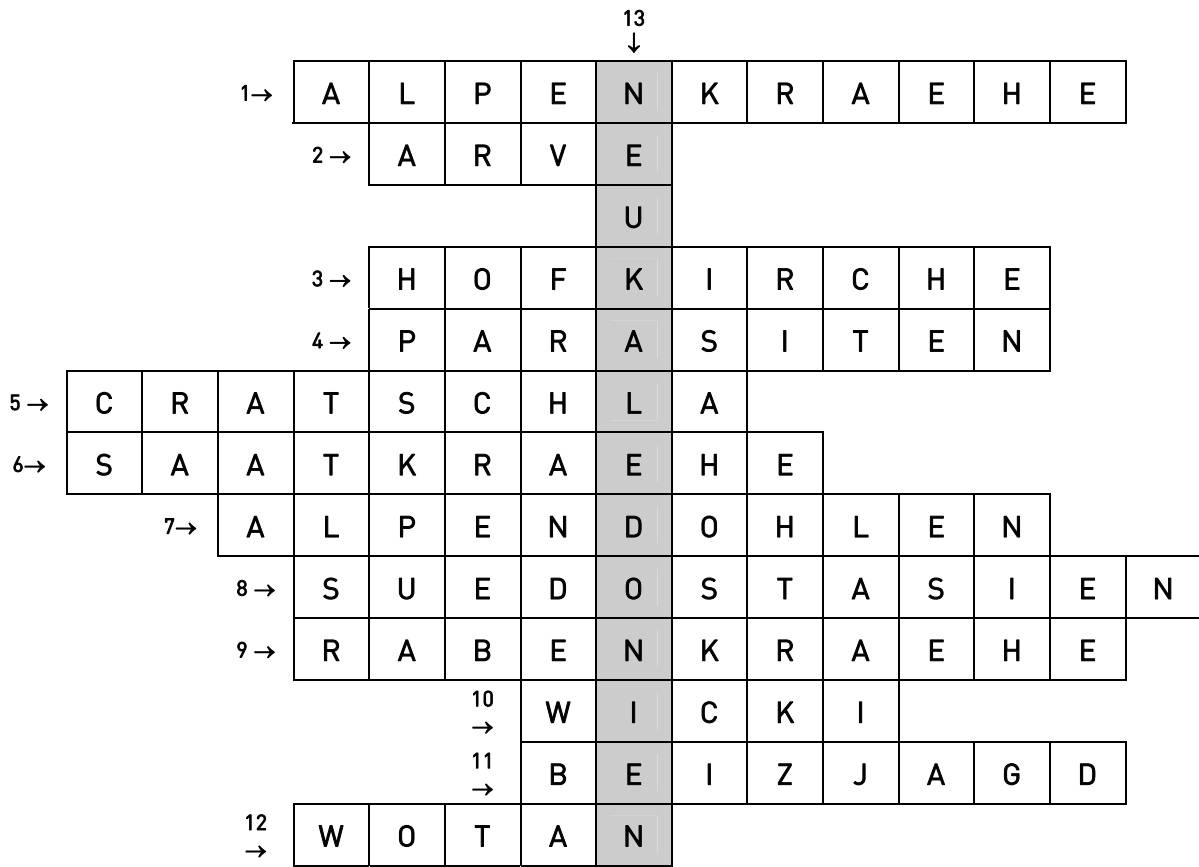 13
↓
1→ A L P E N K R A E H E
2 → A R V E
U
3 → H O F K I R C H E
4 → P A R A S I T E N
5 → C R A T S C H L A
6→ S A A T K R A E H E
7→ A L P E N D O H L E N
8 → S U E D O S T A S I E N
9 → R A B E N K R A E H E
10 → W I C K I
11 → B E I Z J A G D
12 → W O T A N